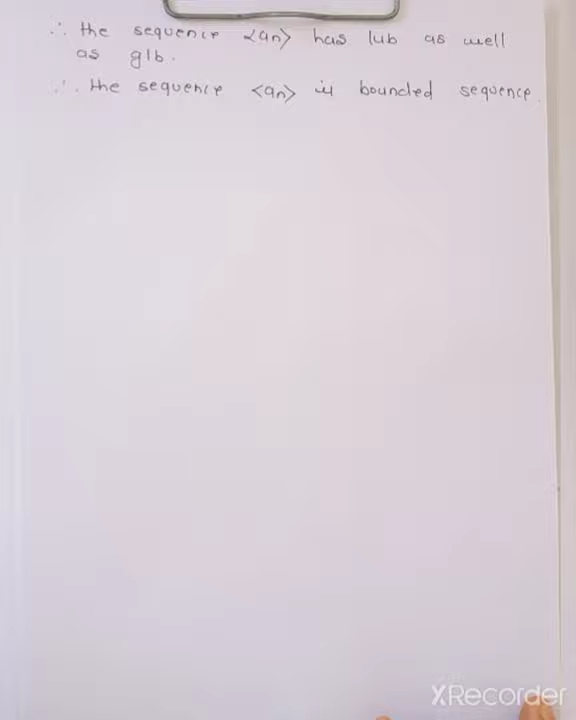 ∴ the sequence <an> has lub as well
as glb.
∴ the sequence <an> is bounded sequence.
XRecorder